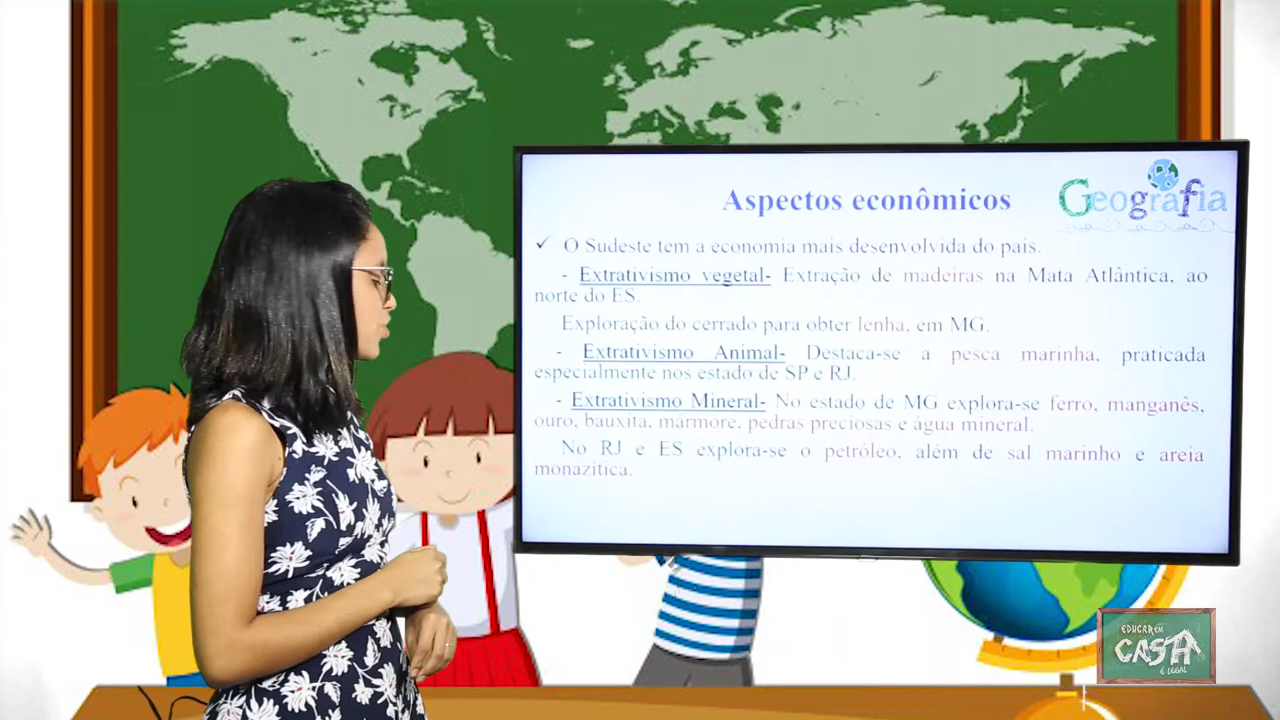 Aspectos econômicos
Geografia
✓ O Sudeste tem a economia mais desenvolvida do país.
- Extrativismo vegetal- Extração de madeiras na Mata Atlântica, ao
norte do ES.
Exploração do cerrado para obter lenha, em MG.
- Extrativismo Animal- Destaca-se a pesca marinha, praticada
especialmente nos estado de SP e RJ.
- Extrativismo Mineral- No estado de MG explora-se ferro, manganês,
ouro, bauxita, mármore, pedras preciosas e água mineral.
No RJ e ES explora-se o petróleo, além de sal marinho e areia
monazítica.
EDUCAR EM
CASA
É LEGAL